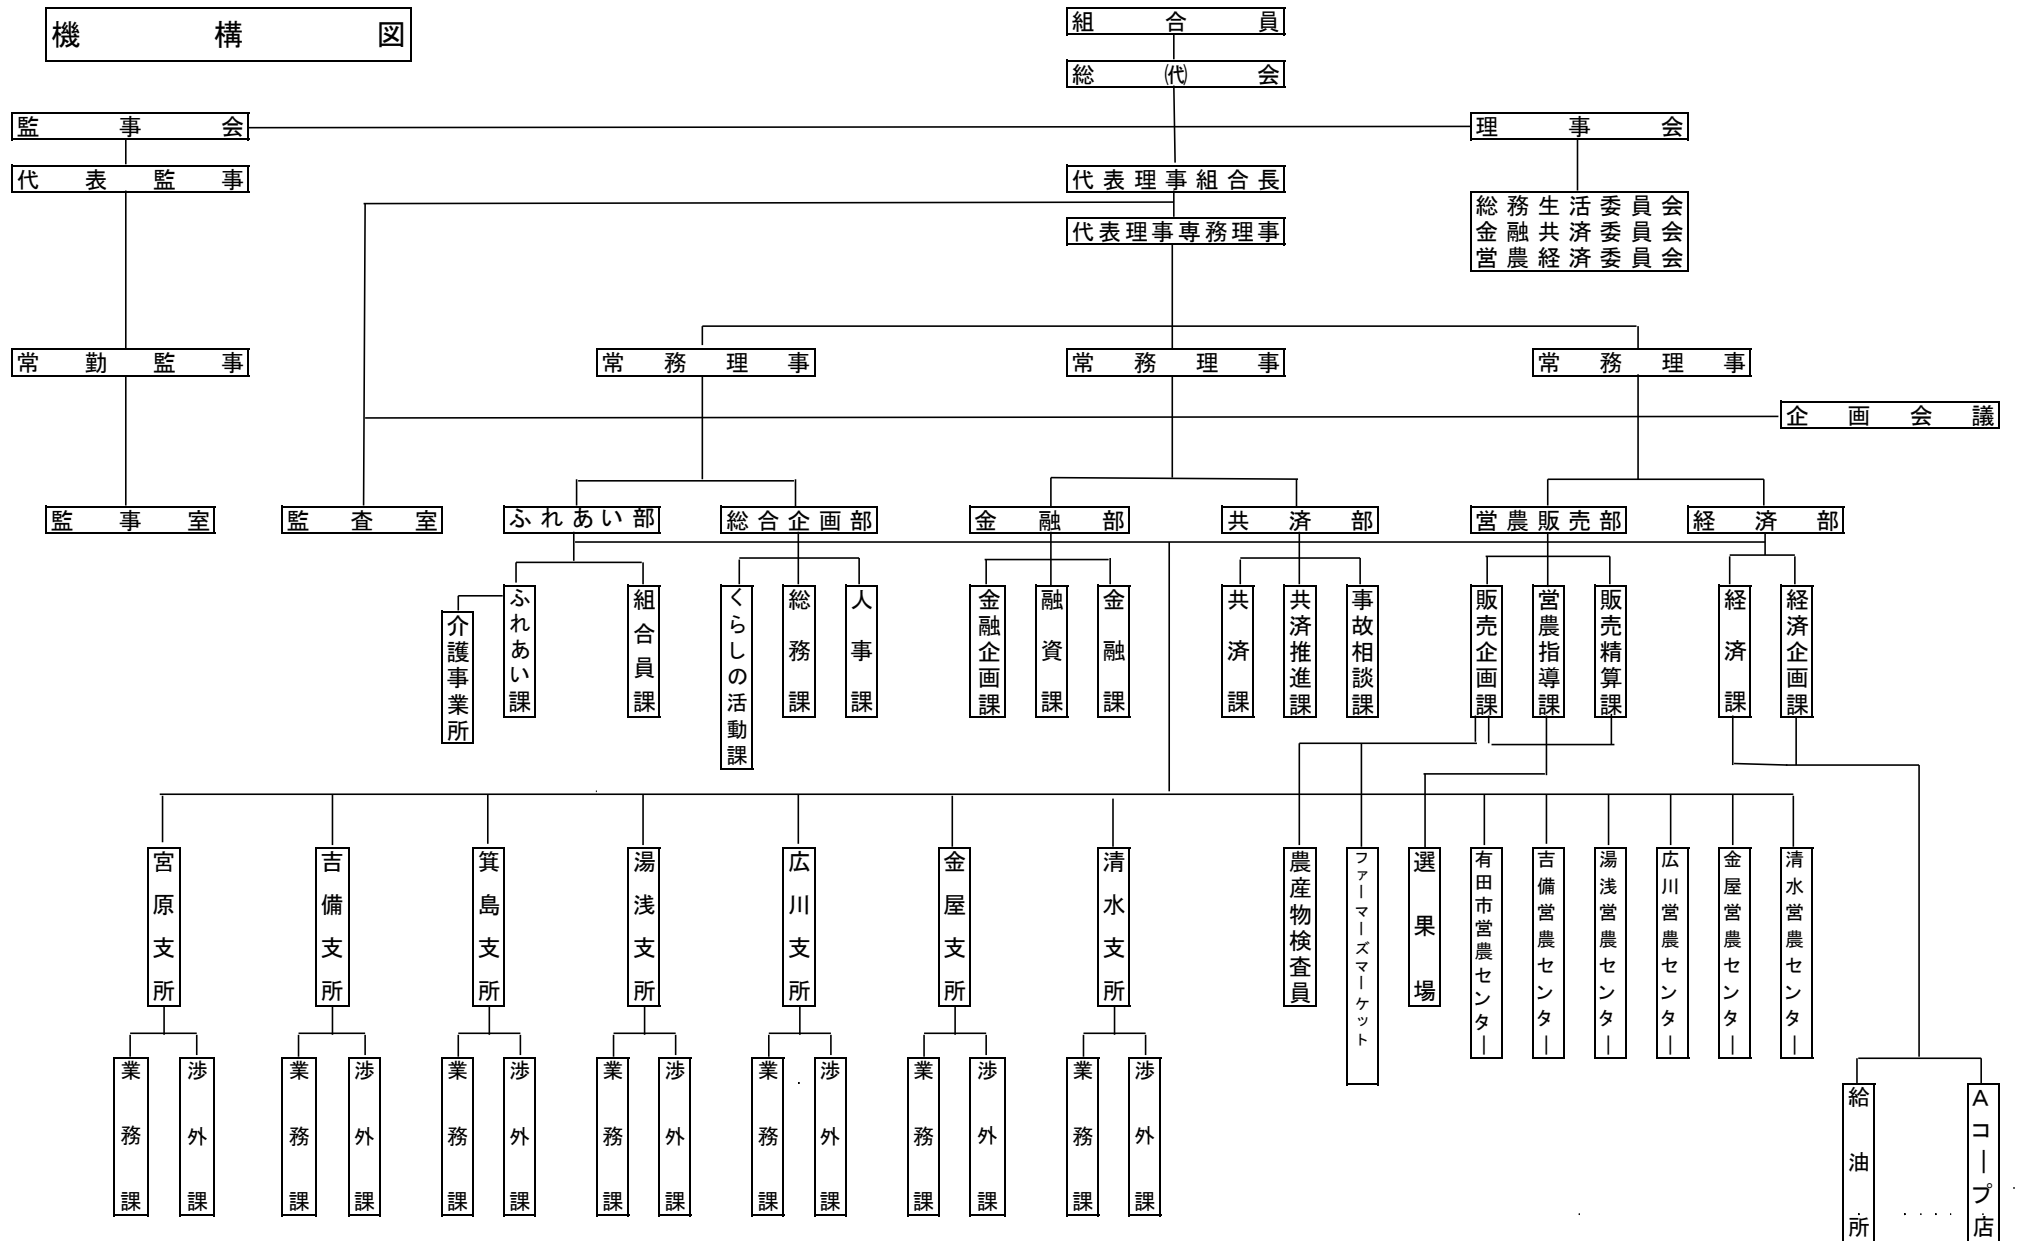 機構図
組合員
総㈹会
監事会
理事会
代表監事
代表理事組合長
総務生活委員会
金融共済委員会
営農経済委員会
代表理事専務理事
常勤監事
常務理事
常務理事
常務理事
企画会議
監事室
監査室
ふれあい部
総合企画部
金融部
共済部
営農販売部
経済部
介護事業所
ふれあい課
組合員課
くらしの活動課
総務課
人事課
金融企画課
融資課
金融課
共済課
共済推進課
事故相談課
販売企画課
営農指導課
販売精算課
経済課
経済企画課
宮原支所
吉備支所
箕島支所
湯浅支所
広川支所
金屋支所
清水支所
農産物検査員
ファーマーズマーケット
選果場
有田市営農センター
吉備営農センター
湯浅営農センター
広川営農センター
金屋営農センター
清水営農センター
業務課
渉外課
業務課
渉外課
業務課
渉外課
業務課
渉外課
業務課
渉外課
業務課
渉外課
業務課
渉外課
給油所
Aコープ店